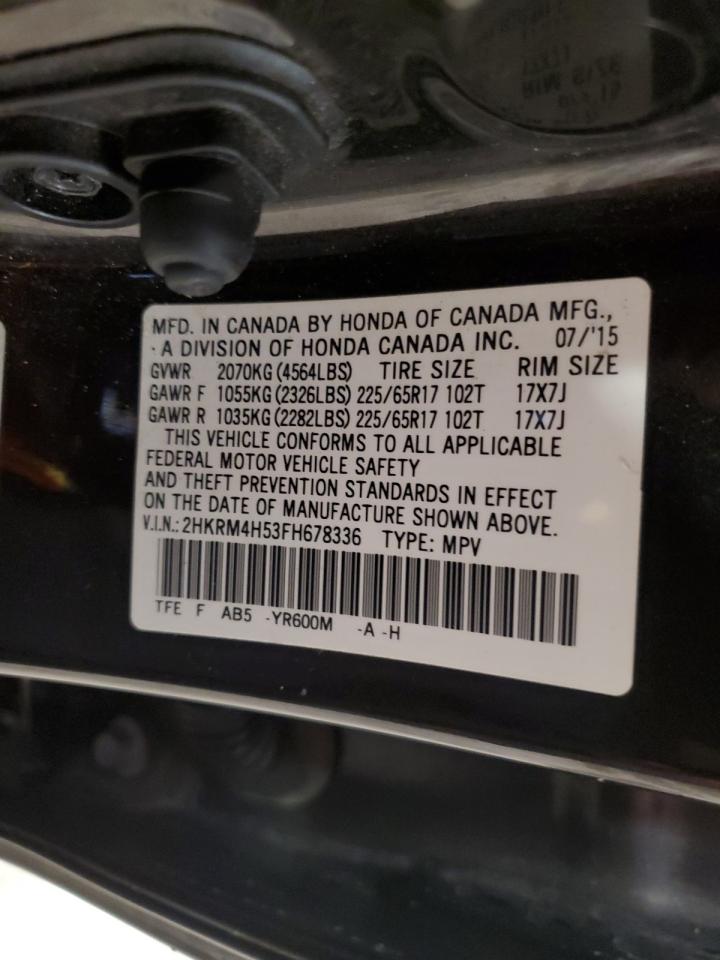 MFD. IN CANADA BY HONDA OF CANADA MFG.,
A DIVISION OF HONDA CANADA INC. 07/'15
GVWR 2070KG (4564LBS) TIRE SIZE RIM SIZE
GAWR F 1055KG (2326LBS) 225/65R17 102T 17X7J
GAWR R 1035KG (2282LBS) 225/65R17 102T 17X7J
THIS VEHICLE CONFORMS TO ALL APPLICABLE
FEDERAL MOTOR VEHICLE SAFETY
AND THEFT PREVENTION STANDARDS IN EFFECT
ON THE DATE OF MANUFACTURE SHOWN ABOVE.
V.I.N.: 2HKRM4H53FH678336 TYPE: MPV
TFE F AB5 -YR600M -A -H